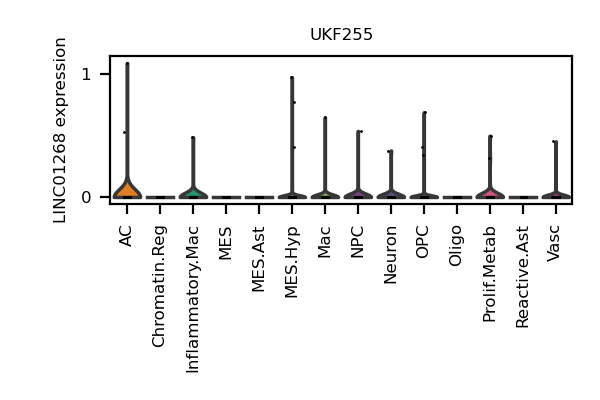 UKF255
LINC01268 expression
1
0
AC
Chromatin.Reg
Inflammatory.Mac
MES
MES.Ast
MES.Hyp
Mac
NPC
Neuron
OPC
Oligo
Prolif.Metab
Reactive.Ast
Vasc